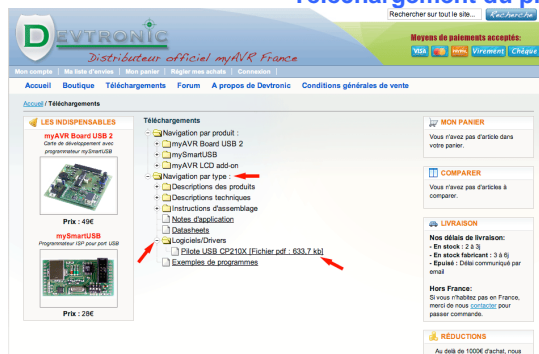 Rechercher sur tout le site...
Recherche
DEVTRONIC
Distributeur officiel myAVR France
Moyens de paiements acceptés:
VISA
Virement
Chèque
Mon compte | Ma liste d'envies | Mon panier | Régler mes achats | Connexion |
Accueil Boutique Téléchargements Forum A propos de Devtronic Conditions générales de vente
Accueil / Téléchargements
LES INDISPENSABLES
myAVR Board USB 2
Carte de développement avec
programmateur mySmartUSB
Prix : 49€
mySmartUSB
Programmateur ISP pour port USB
Prix : 28€
Téléchargements
Navigation par produit :
myAVR Board USB 2
mySmartUSB
myAVR LCD add-on
Navigation par type :
Descriptions des produits
Descriptions techniques
Instructions d'assemblage
Notes d'application
Datasheets
Logiciels/Drivers
Pilote USB CP210X [Fichier pdf : 633.7 kb]
Exemples de programmes
MON PANIER
Vous n'avez pas d'article dans
votre panier.
COMPARER
Vous n'avez pas d'articles à
comparer.
LIVRAISON
Nos délais de livraison:
- En stock : 2 à 3j
- En stock fabricant : 3 à 6j
- Epuisé : Délai communiqué par
email
Hors France:
Si vous n'habitez pas en France,
merci de nous contacter pour
passer commande.
RÉDUCTIONS
Au delà de 1000€ d'achat, nous